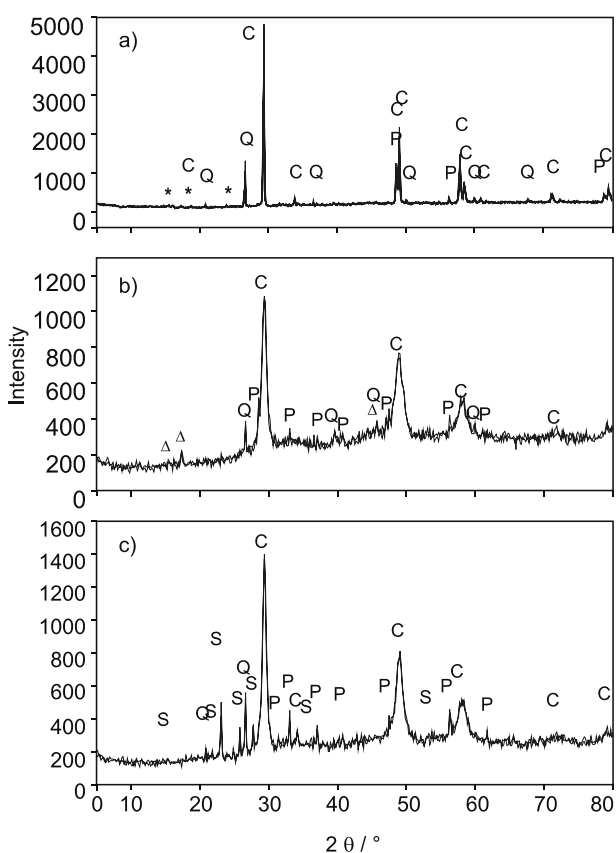 5000
a)
C
4000
3000
C
C
2000
Q
P
C
C
C
* * *
Q
C
Q
Q
P
Q
C
Q
C
P
C
1000
0
1200
b)
C
1000
800
C
600
P
Q
P
P
Q
Q
P
C
Q
P
C
400
Δ
Δ
Δ
200
0
Intensity
1600
c)
C
1400
1200
1000
S
C
800
Q
S
P
P
P
P
P
C
600
S
Q
S
S
P
C
S
S
P
C
C
400
200
0
0
10
20
30
40
50
60
70
80
2 θ / °